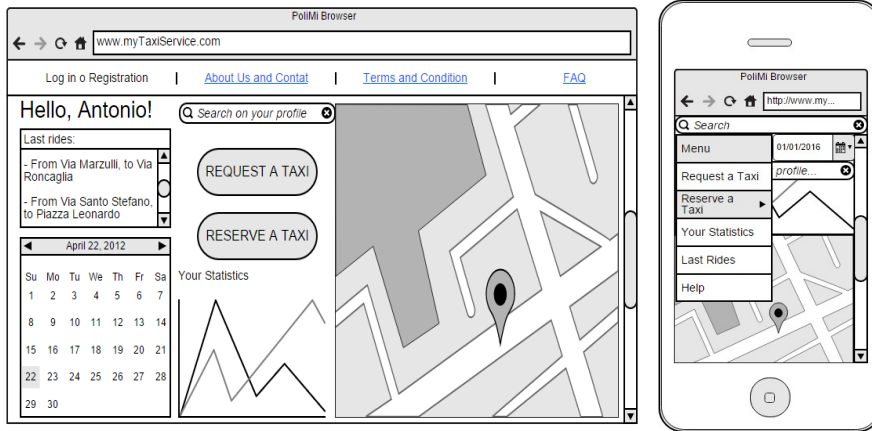 PoliMi Browser
www.myTaxiService.com
Log in o Registration
About Us and Contat
Terms and Condition
FAQ
Hello, Antonio!
Last rides:
- From Via Marzulli, to Via
Roncaglia
- From Via Santo Stefano,
to Piazza Leonardo
April 22, 2012
Su Mo Tu We Th Fr Sa
1 2 3 4 5 6 7
8 9 10 11 12 13 14
15 16 17 18 19 20 21
22 23 24 25 26 27 28
29 30
Search on your profile
REQUEST A TAXI
RESERVE A TAXI
Your Statistics
PoliMi Browser
http://www.my...
Search
Menu
01/01/2016
Request a Taxi
profile...
Reserve a
Taxi
Your Statistics
Last Rides
Help